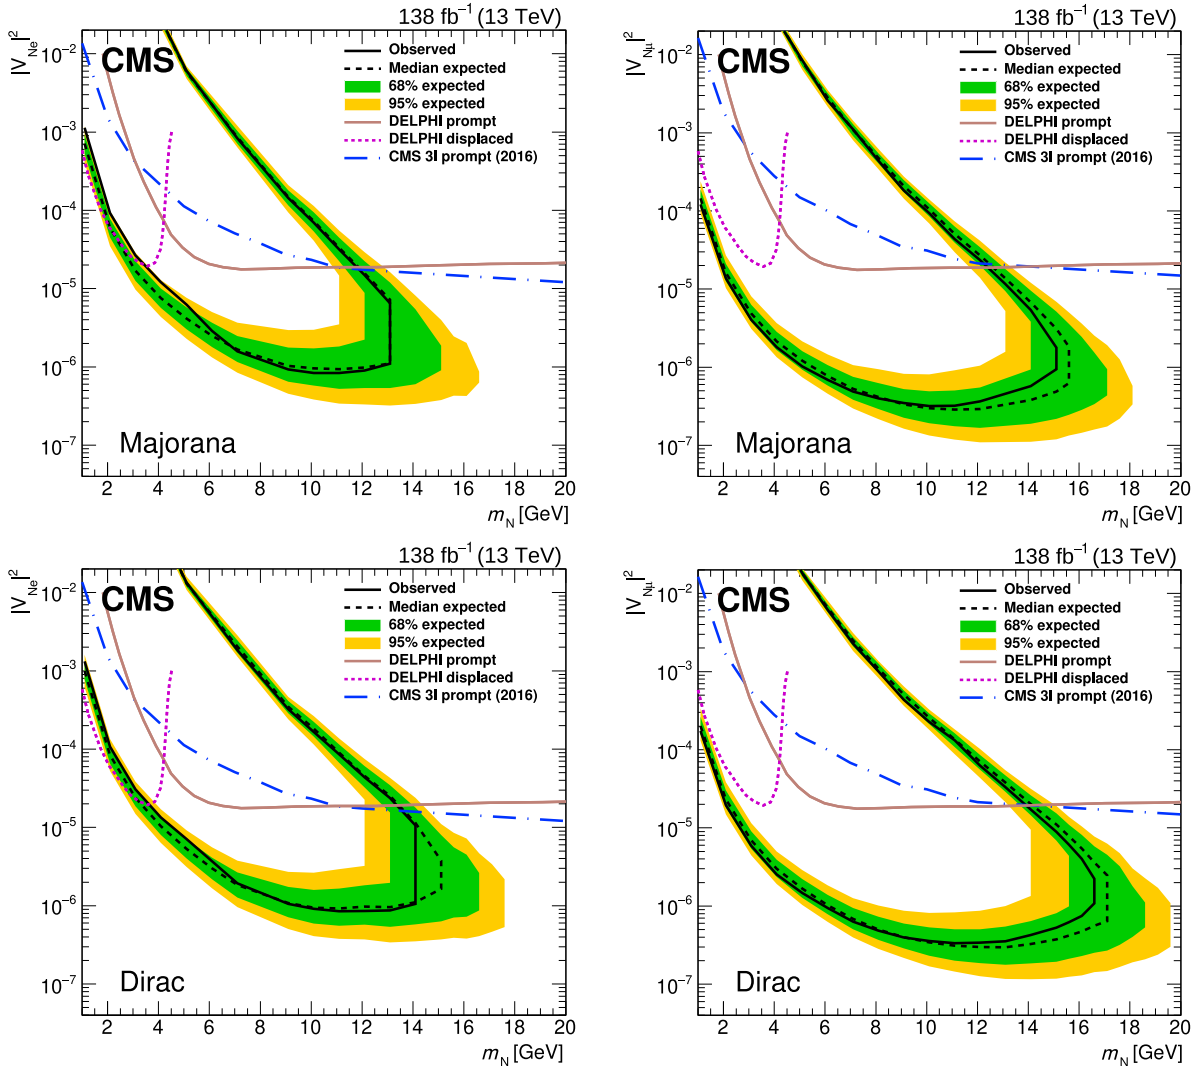 138 fb⁻¹ (13 TeV)
|V_Ne|²
CMS
Observed
Median expected
68% expected
95% expected
DELPHI prompt
DELPHI displaced
CMS 3l prompt (2016)
10⁻²
10⁻³
10⁻⁴
10⁻⁵
10⁻⁶
10⁻⁷
Majorana
2 4 6 8 10 12 14 16 18 20
m_N [GeV]
138 fb⁻¹ (13 TeV)
|V_Nμ|²
CMS
Observed
Median expected
68% expected
95% expected
DELPHI prompt
DELPHI displaced
CMS 3l prompt (2016)
10⁻²
10⁻³
10⁻⁴
10⁻⁵
10⁻⁶
10⁻⁷
Majorana
2 4 6 8 10 12 14 16 18 20
m_N [GeV]
138 fb⁻¹ (13 TeV)
|V_Ne|²
CMS
Observed
Median expected
68% expected
95% expected
DELPHI prompt
DELPHI displaced
CMS 3l prompt (2016)
10⁻²
10⁻³
10⁻⁴
10⁻⁵
10⁻⁶
10⁻⁷
Dirac
2 4 6 8 10 12 14 16 18 20
m_N [GeV]
138 fb⁻¹ (13 TeV)
|V_Nμ|²
CMS
Observed
Median expected
68% expected
95% expected
DELPHI prompt
DELPHI displaced
CMS 3l prompt (2016)
10⁻²
10⁻³
10⁻⁴
10⁻⁵
10⁻⁶
10⁻⁷
Dirac
2 4 6 8 10 12 14 16 18 20
m_N [GeV]